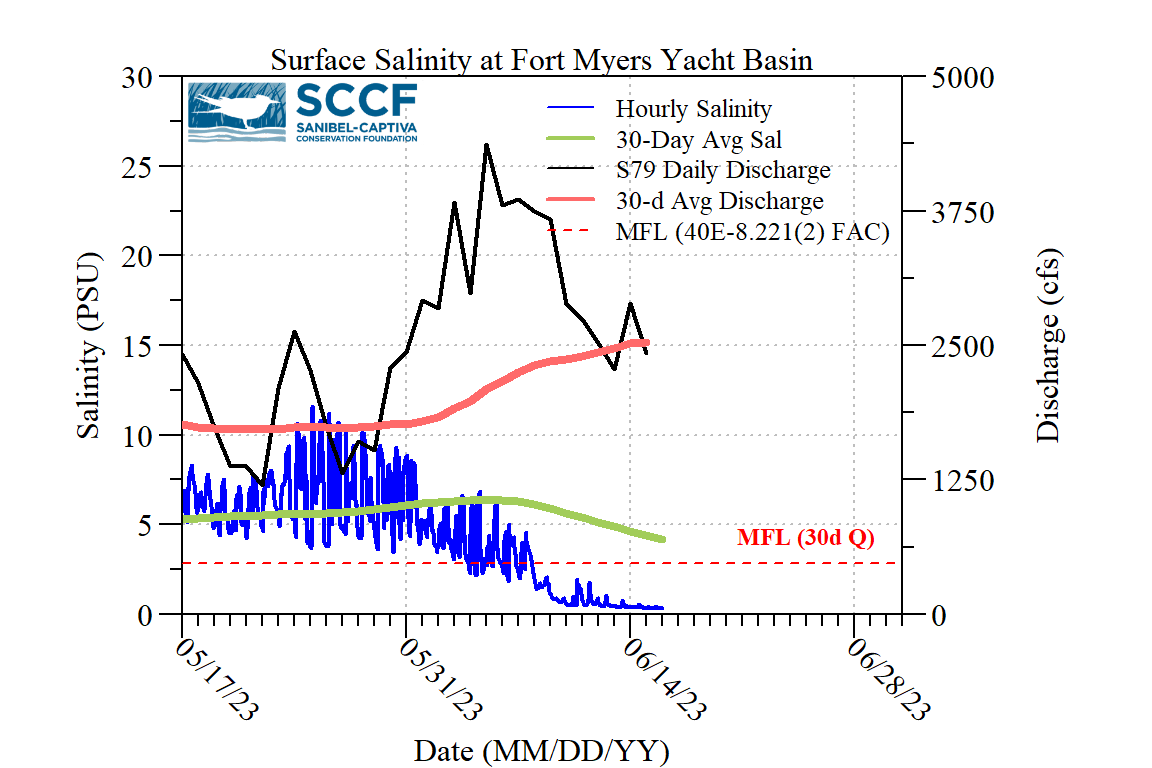 Surface Salinity at Fort Myers Yacht Basin
30
5000
SCCF
SANIBEL-CAPTIVA
CONSERVATION FOUNDATION
Hourly Salinity
30-Day Avg Sal
S79 Daily Discharge
30-d Avg Discharge
MFL (40E-8.221(2) FAC)
25
3750
20
15
2500
10
1250
5
MFL (30d Q)
0
0
Salinity (PSU)
Discharge (cfs)
05/17/23
05/31/23
06/14/23
06/28/23
Date (MM/DD/YY)